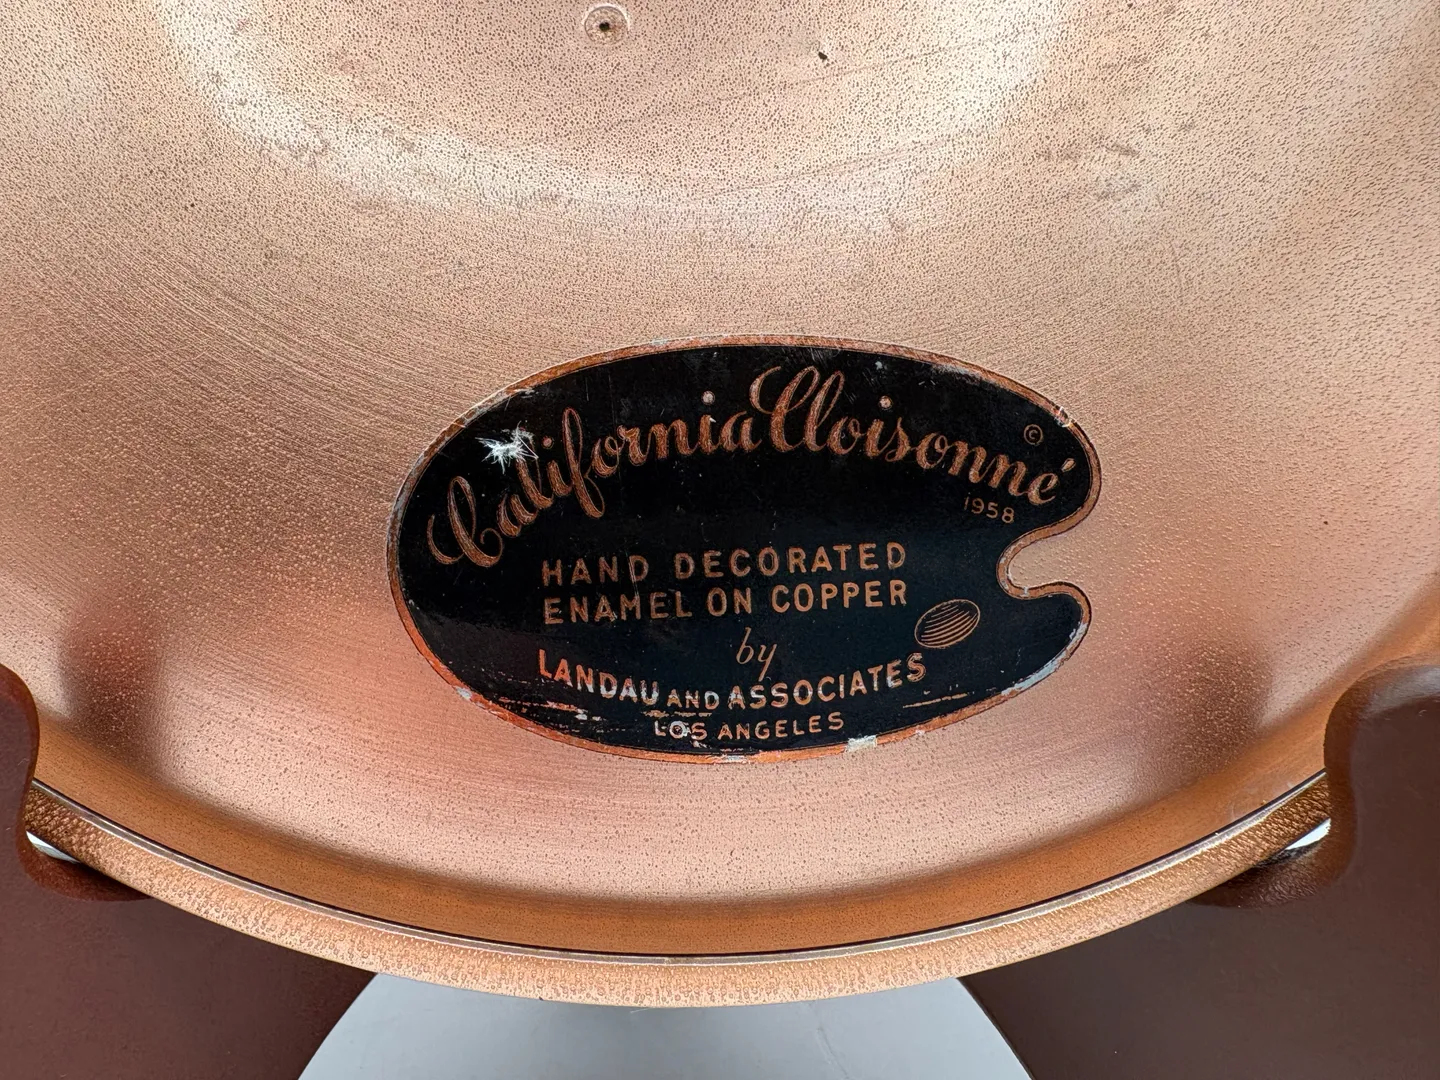 California Cloisonné
©
1958
HAND DECORATED
ENAMEL ON COPPER
by
LANDAU AND ASSOCIATES
LOS ANGELES